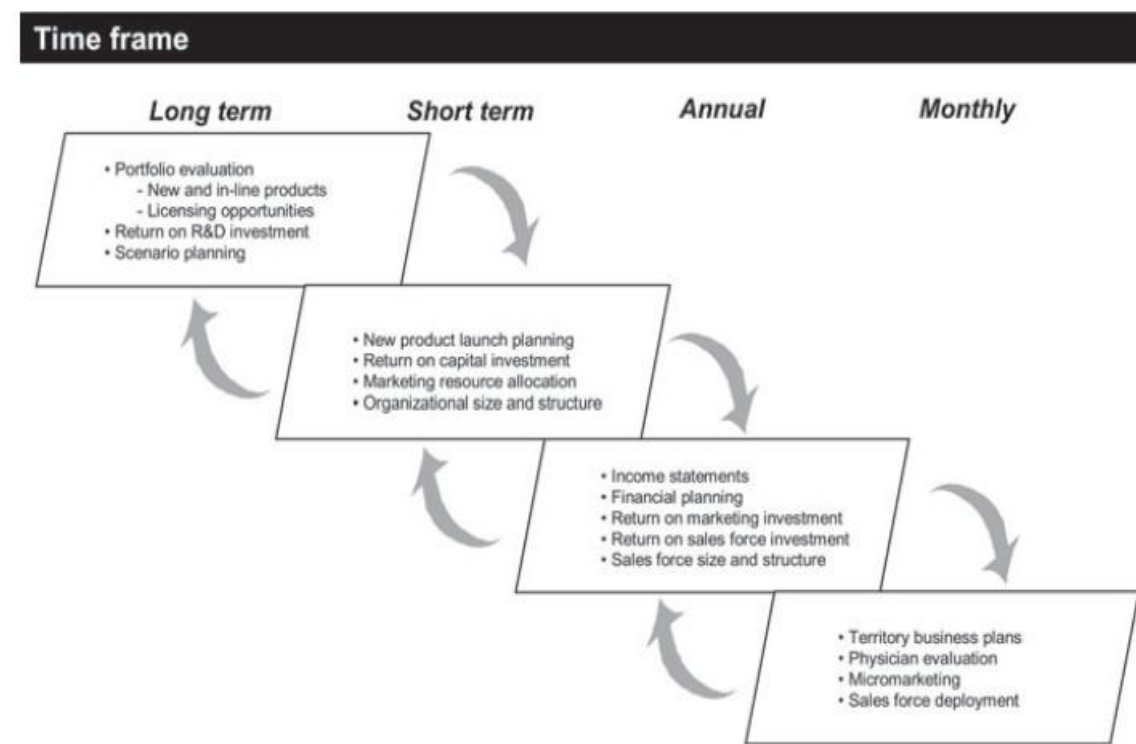 Time frame
Long term
Short term
Annual
Monthly
• Portfolio evaluation
- New and in-line products
- Licensing opportunities
• Return on R&D investment
• Scenario planning
• New product launch planning
• Return on capital investment
• Marketing resource allocation
• Organizational size and structure
• Income statements
• Financial planning
• Return on marketing investment
• Return on sales force investment
• Sales force size and structure
• Territory business plans
• Physician evaluation
• Micromarketing
• Sales force deployment